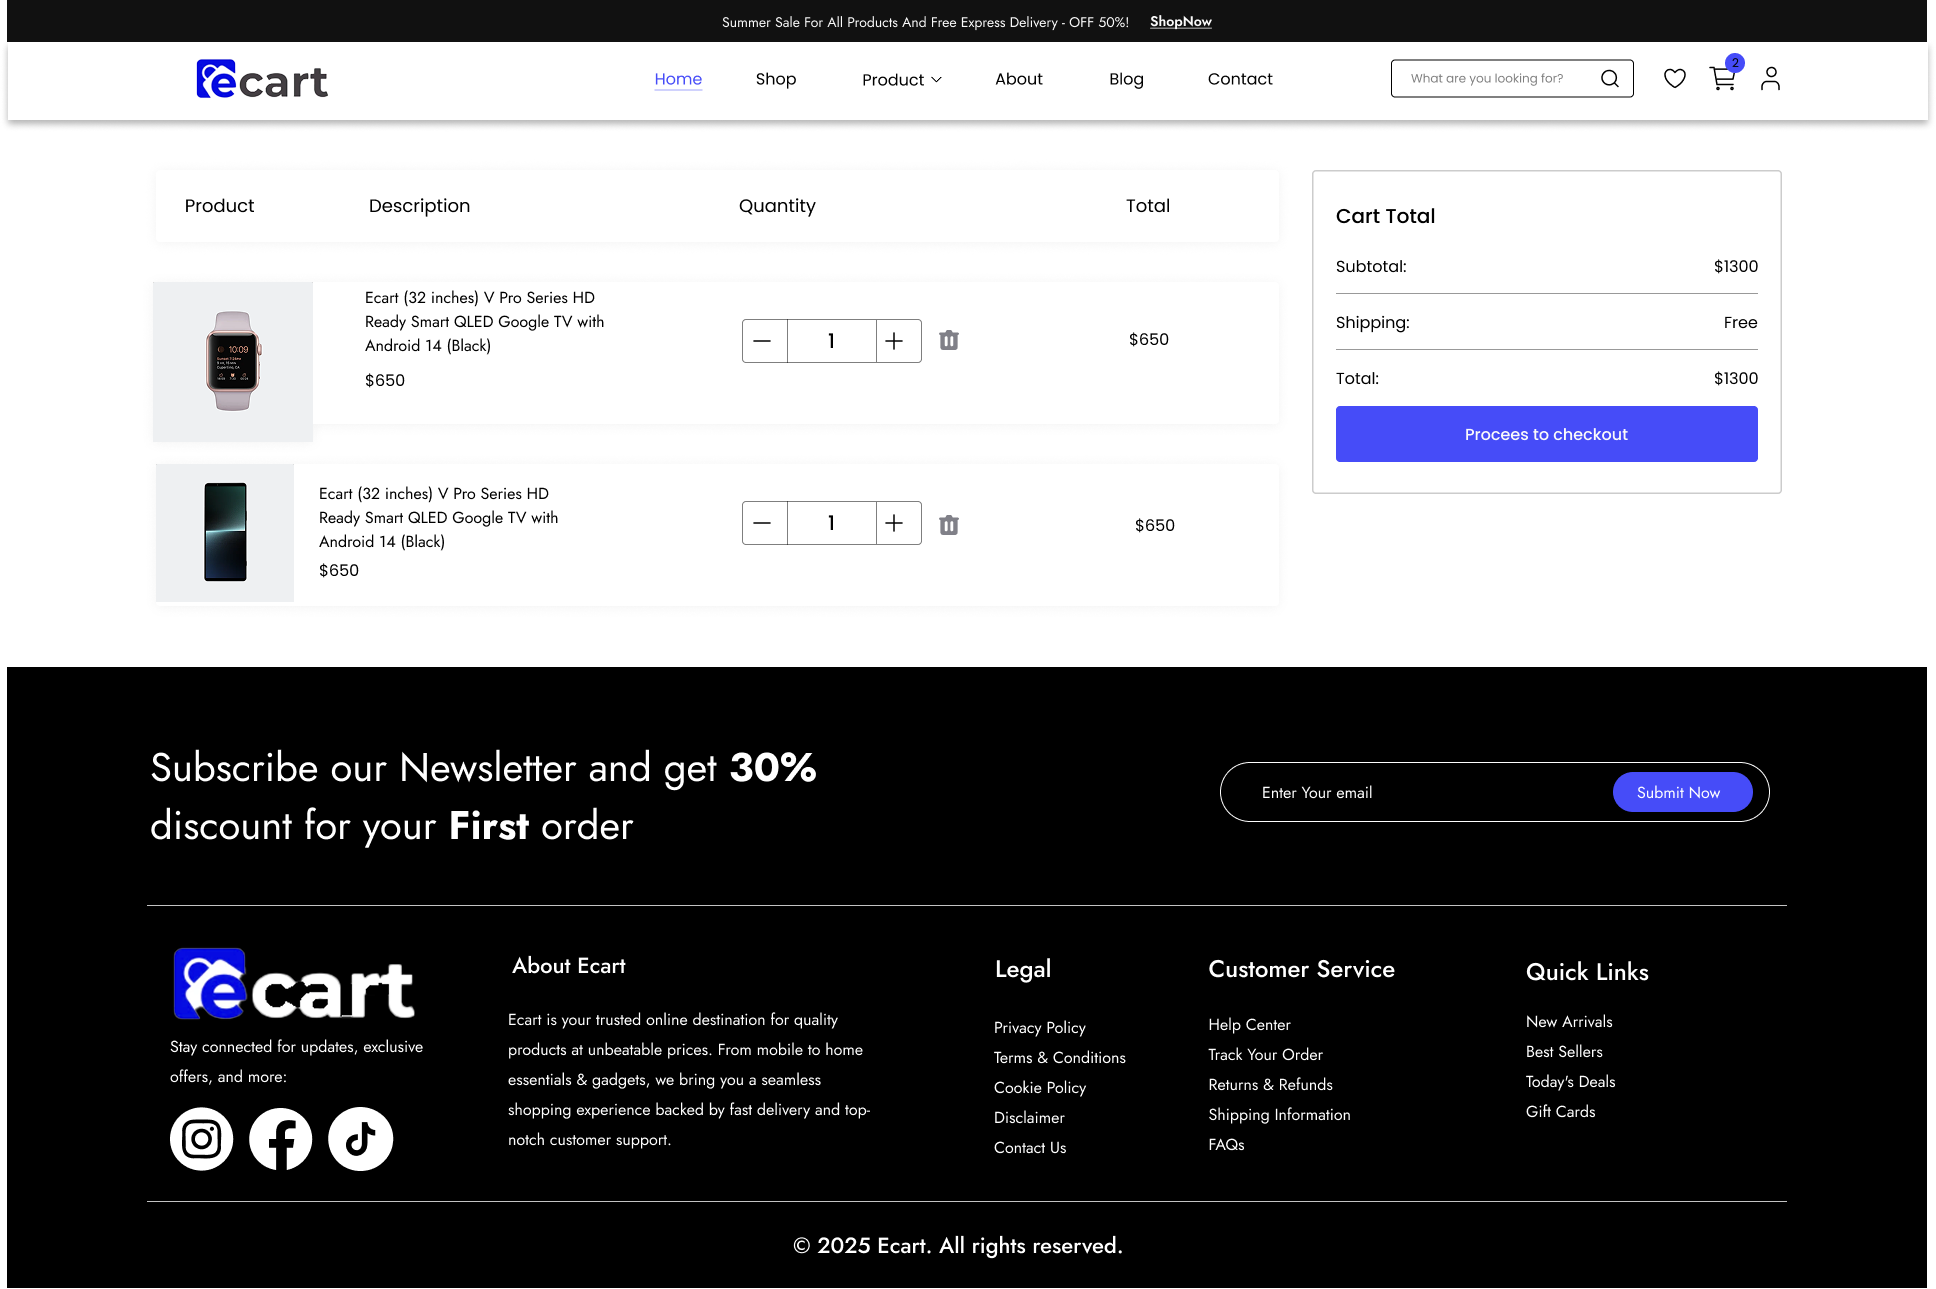 Summer Sale For All Products And Free Express Delivery - OFF 50%! ShopNow
ecart
Home Shop Product About Blog Contact
What are you looking for?
2
Product Description Quantity Total
10:09
Ecart (32 inches) V Pro Series HD
Ready Smart QLED Google TV with
Android 14 (Black)
$650
1
$650
Ecart (32 inches) V Pro Series HD
Ready Smart QLED Google TV with
Android 14 (Black)
$650
1
$650
Cart Total
Subtotal: $1300
Shipping: Free
Total: $1300
Procees to checkout
Subscribe our Newsletter and get 30%
discount for your First order
Enter Your email
Submit Now
ecart
Stay connected for updates, exclusive
offers, and more:
About Ecart
Ecart is your trusted online destination for quality
products at unbeatable prices. From mobile to home
essentials & gadgets, we bring you a seamless
shopping experience backed by fast delivery and top-
notch customer support.
Legal
Privacy Policy
Terms & Conditions
Cookie Policy
Disclaimer
Contact Us
Customer Service
Help Center
Track Your Order
Returns & Refunds
Shipping Information
FAQs
Quick Links
New Arrivals
Best Sellers
Today's Deals
Gift Cards
© 2025 Ecart. All rights reserved.